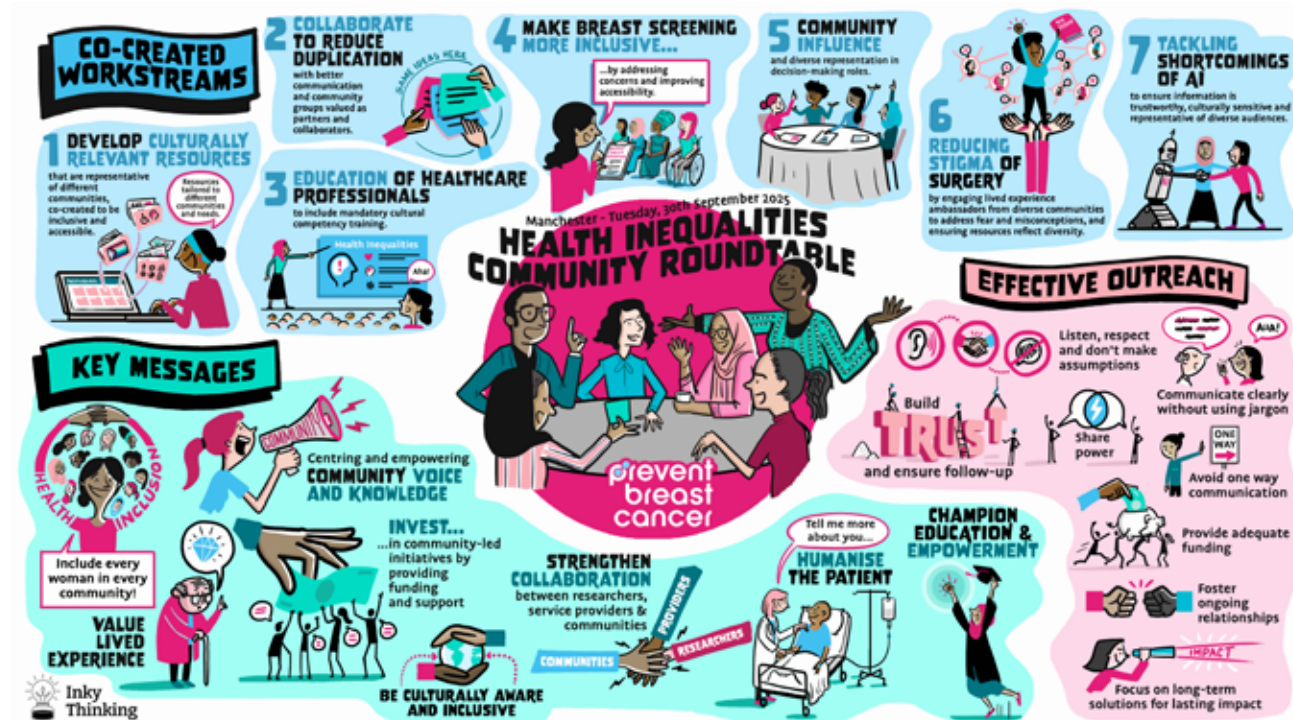 CO-CREATED
WORKSTREAMS
1 DEVELOP CULTURALLY
RELEVANT RESOURCES
that are representative
of different
communities,
co-created to be
inclusive and
accessible.
Resources
tailored to
different
communities
and needs.
2 COLLABORATE
TO REDUCE
DUPLICATION
with better
communication
and community
groups valued as
partners and
collaborators.
SAME IDEAS HERE
3 EDUCATION OF HEALTHCARE
PROFESSIONALS
to include mandatory cultural
competency training.
Health Inequalities
Aha!
4 MAKE BREAST SCREENING
MORE INCLUSIVE...
...by addressing
concerns and improving
accessibility.
5 COMMUNITY
INFLUENCE
and diverse representation in
decision-making roles.
6
REDUCING
STIGMA OF
SURGERY
by engaging lived experience
ambassadors from diverse communities
to address fear and misconceptions, and
ensuring resources reflect diversity.
7 TACKLING
SHORTCOMINGS
OF AI
to ensure information is
trustworthy, culturally sensitive and
representative of diverse audiences.
Manchester - Tuesday, 30th September 2025
HEALTH INEQUALITIES
COMMUNITY ROUNDTABLE
prevent
breast
cancer
KEY MESSAGES
HEALTH INCLUSION
Include every
woman in every
community!
COMMUNITY
Centring and empowering
COMMUNITY VOICE
AND KNOWLEDGE
VALUE
LIVED
EXPERIENCE
INVEST...
...in community-led
initiatives by
providing
funding
and support
BE CULTURALLY AWARE
AND INCLUSIVE
STRENGTHEN
COLLABORATION
between researchers,
service providers &
communities
COMMUNITIES
PROVIDERS
RESEARCHERS
Tell me more
about you...
HUMANISE
THE PATIENT
CHAMPION
EDUCATION &
EMPOWERMENT
EFFECTIVE OUTREACH
Listen, respect
and don't make
assumptions
AHA!
Communicate clearly
without using jargon
Build
TRUST
and ensure follow-up
Share
power
ONE
WAY
Avoid one way
communication
Provide adequate
funding
Foster
ongoing
relationships
IMPACT
Focus on long-term
solutions for lasting impact
Inky
Thinking